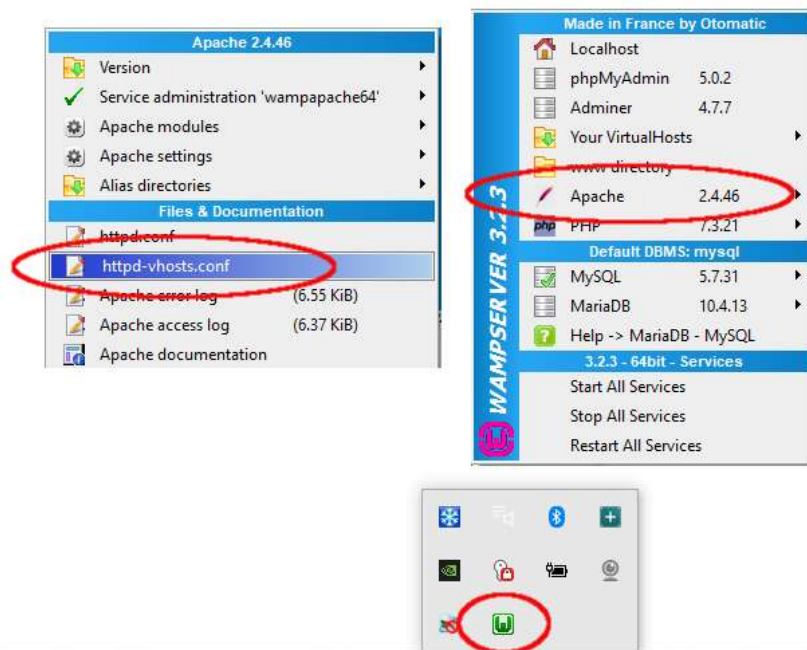 Apache 2.4.46
Version
Service administration 'wampapache64'
Apache modules
Apache settings
Alias directories
Files & Documentation
httpd.conf
httpd-vhosts.conf
Apache error log (6.55 KiB)
Apache access log (6.37 KiB)
Apache documentation
Made in France by Otomatic
Localhost
phpMyAdmin 5.0.2
Adminer 4.7.7
Your VirtualHosts
www directory
Apache 2.4.46
php PHP 7.3.21
Default DBMS: mysql
MySQL 5.7.31
MariaDB 10.4.13
Help -> MariaDB - MySQL
3.2.3 - 64bit - Services
Start All Services
Stop All Services
Restart All Services
WAMPSERVER 3.2.3